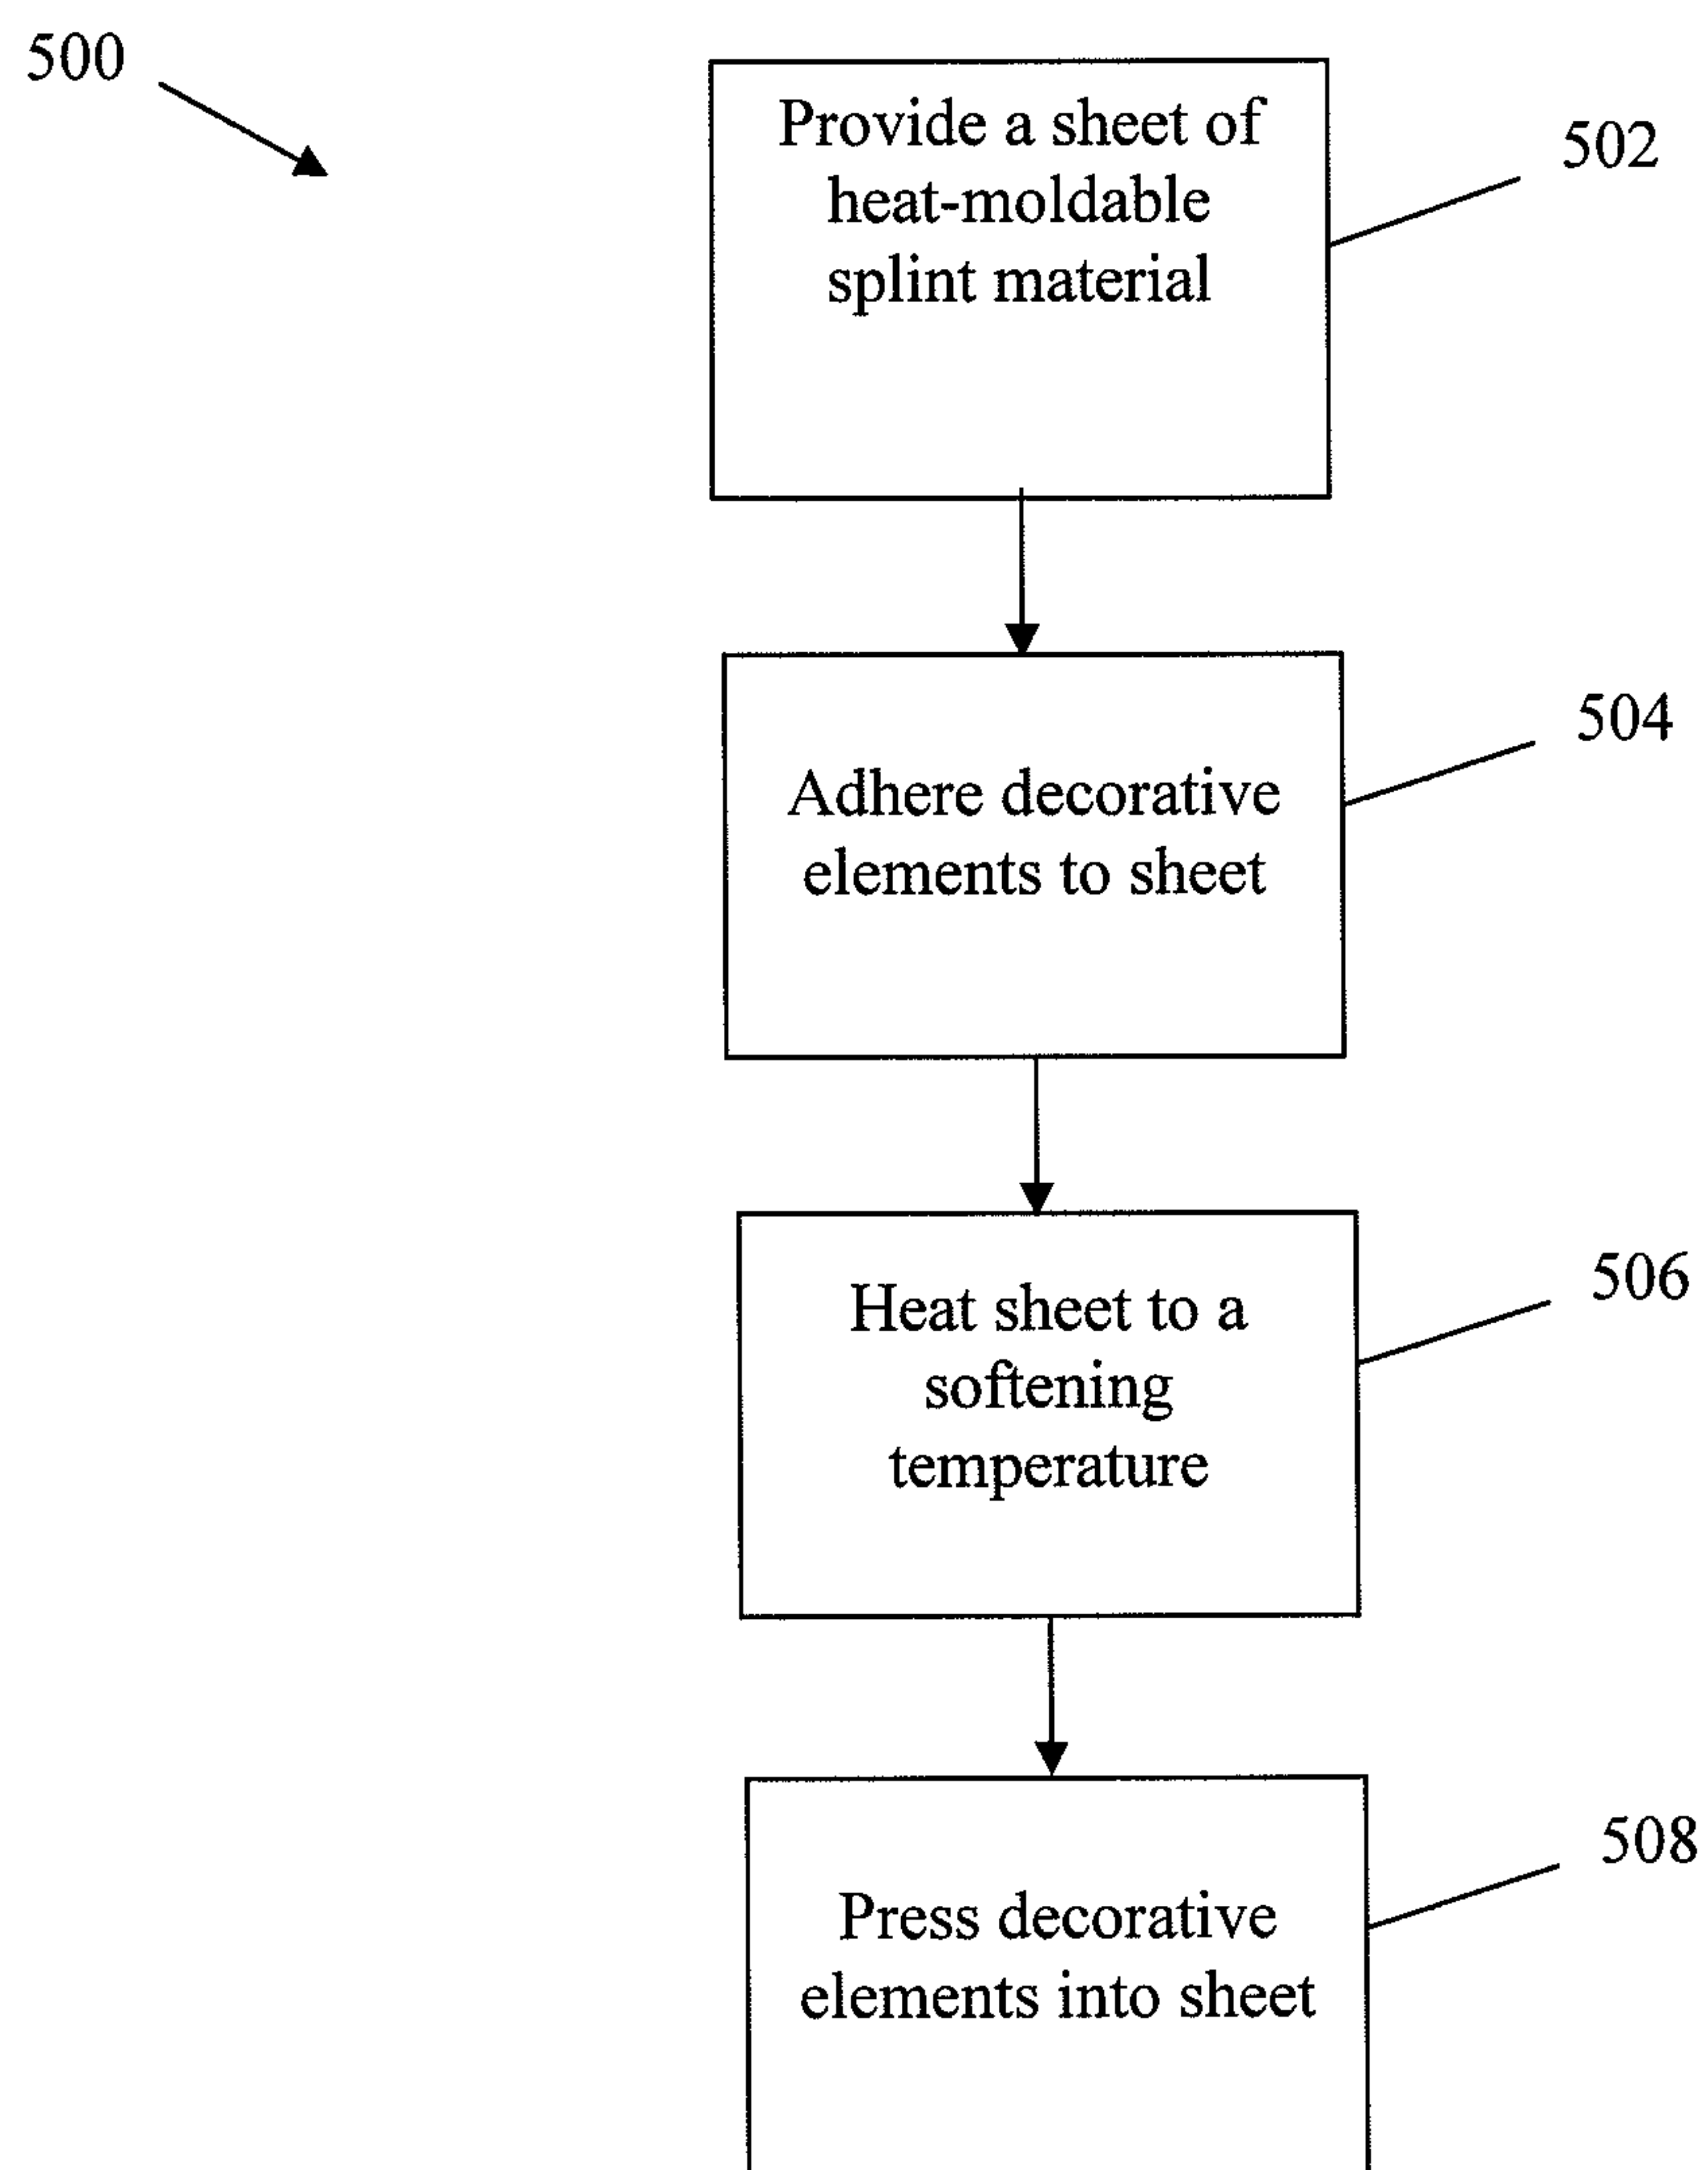 500
Provide a sheet of
heat-moldable
splint material
502
Adhere decorative
elements to sheet
504
Heat sheet to a
softening
temperature
506
Press decorative
elements into sheet
508